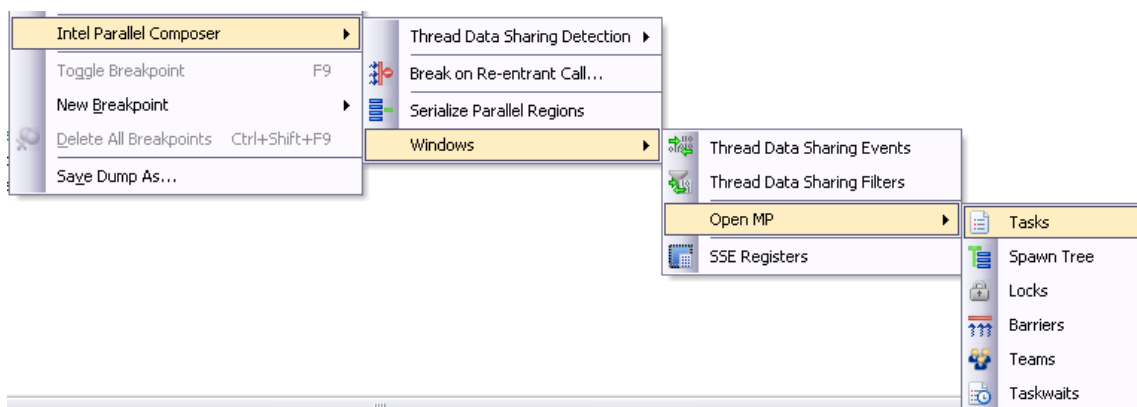 Intel Parallel Composer
Toggle Breakpoint F9
New Breakpoint
Delete All Breakpoints Ctrl+Shift+F9
Save Dump As...
Thread Data Sharing Detection
Break on Re-entrant Call...
Serialize Parallel Regions
Windows
Thread Data Sharing Events
Thread Data Sharing Filters
Open MP
SSE Registers
Tasks
Spawn Tree
Locks
Barriers
Teams
Taskwaits